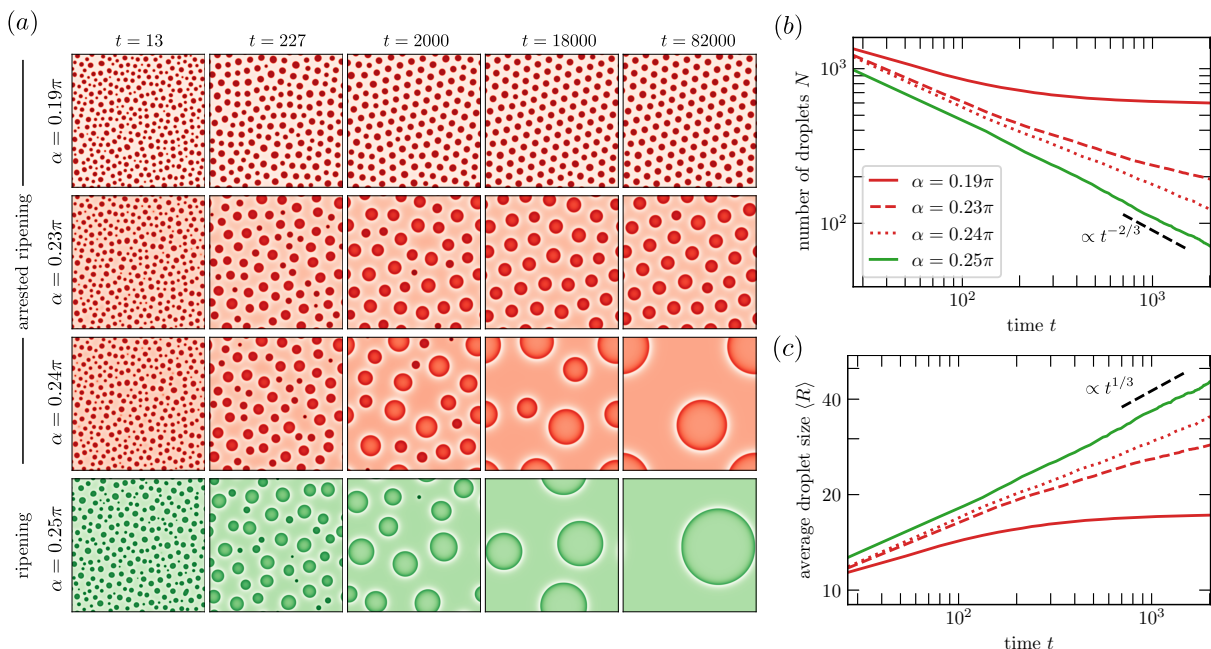 (a)
t = 13
t = 227
t = 2000
t = 18000
t = 82000
arrested ripening
α = 0.19π
α = 0.23π
α = 0.24π
ripening
α = 0.25π
(b)
number of droplets N
10³
10²
α = 0.19π
α = 0.23π
α = 0.24π
α = 0.25π
∝ t⁻²/³
10²
10³
time t
(c)
average droplet size ⟨R⟩
40
20
10
∝ t¹/³
10²
10³
time t